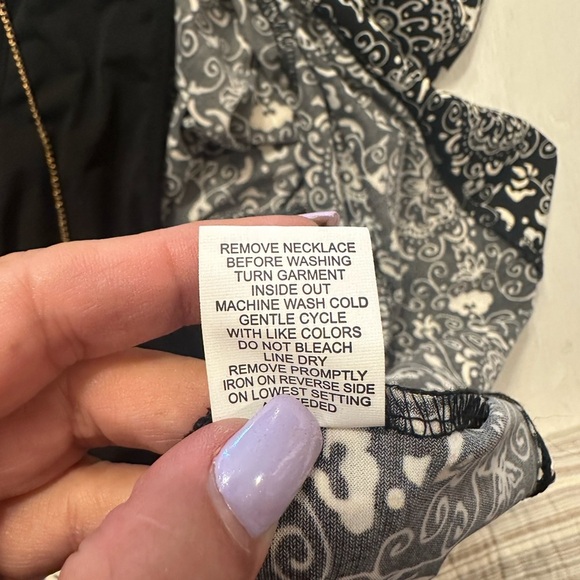 REMOVE NECKLACE
BEFORE WASHING
TURN GARMENT
INSIDE OUT
MACHINE WASH COLD
GENTLE CYCLE
WITH LIKE COLORS
DO NOT BLEACH
LINE DRY
REMOVE PROMPTLY
IRON ON REVERSE SIDE
ON LOWEST SETTING